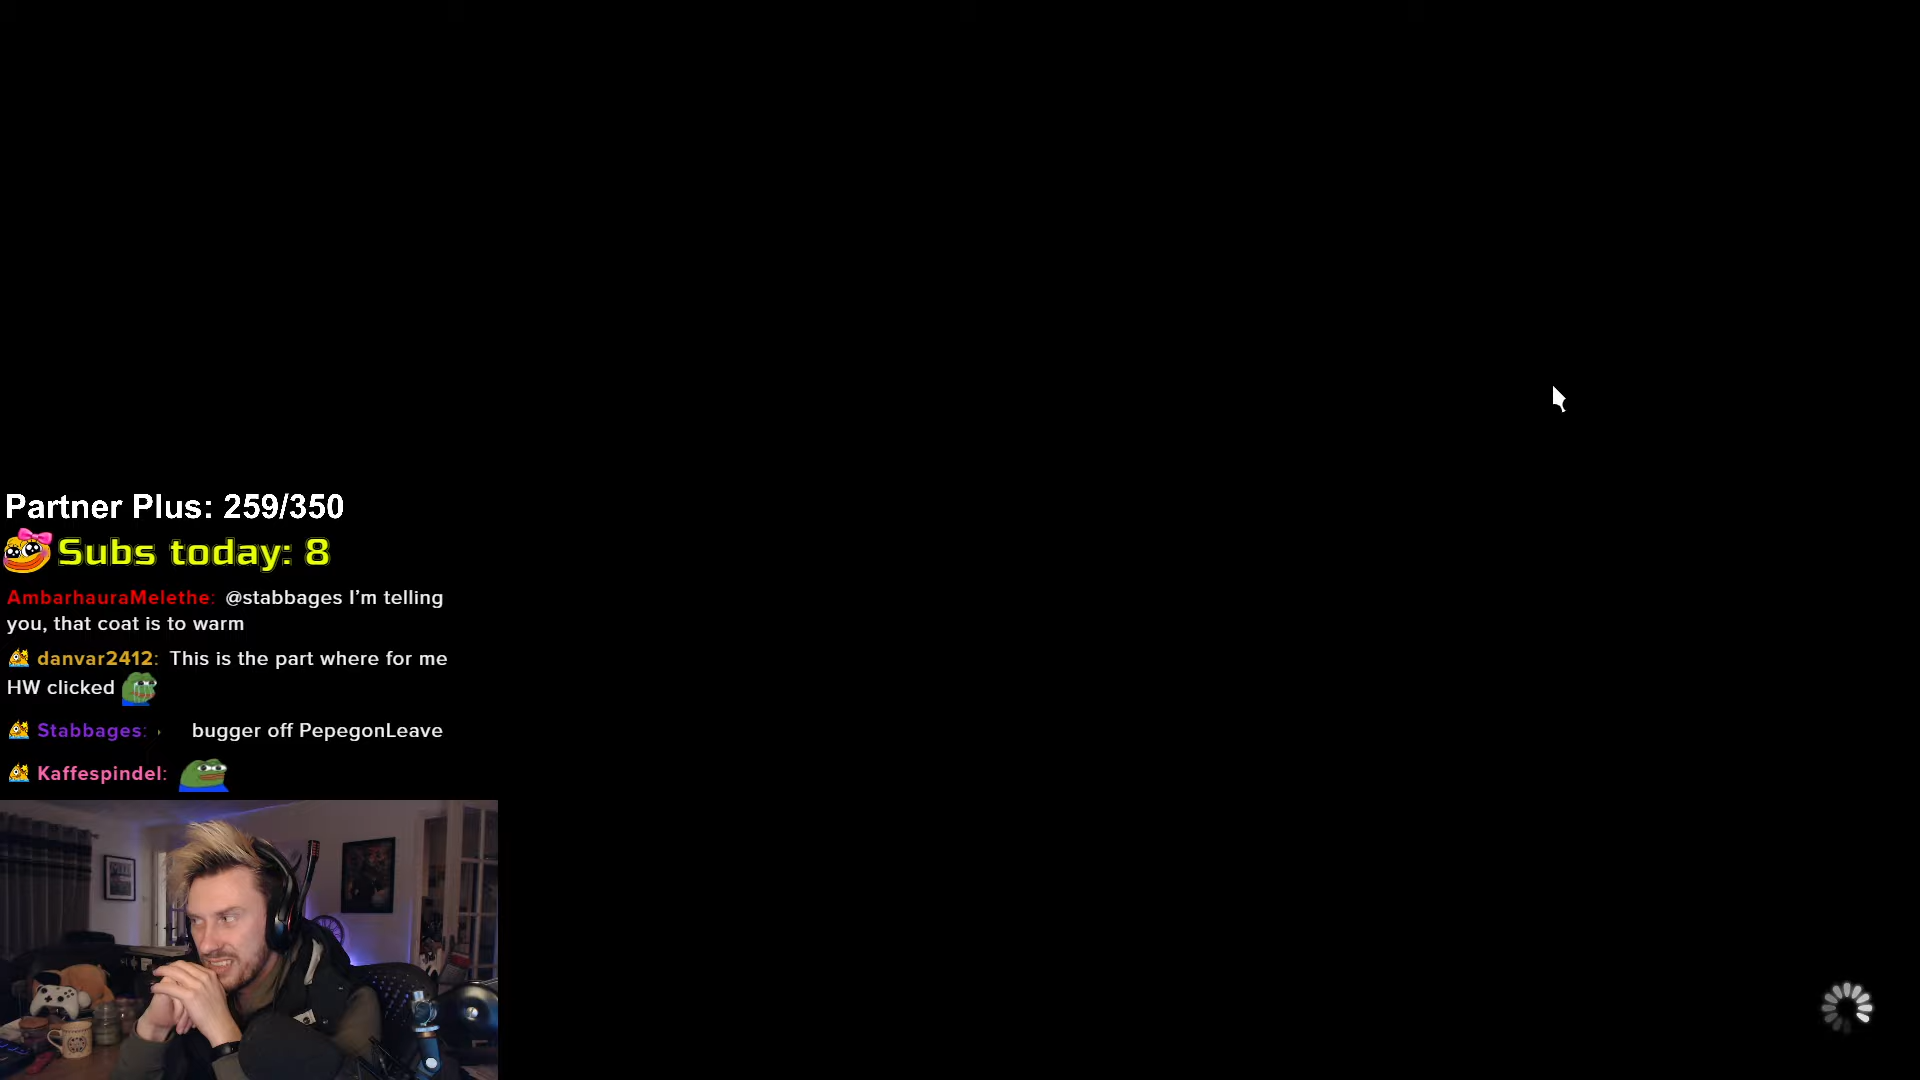 Partner Plus: 259/350
Subs today: 8
AmbarhauraMelethe: @stabbages I’m telling
you, that coat is to warm
danvar2412: This is the part where for me
HW clicked
Stabbages: bugger off PepegonLeave
Kaffespindel: